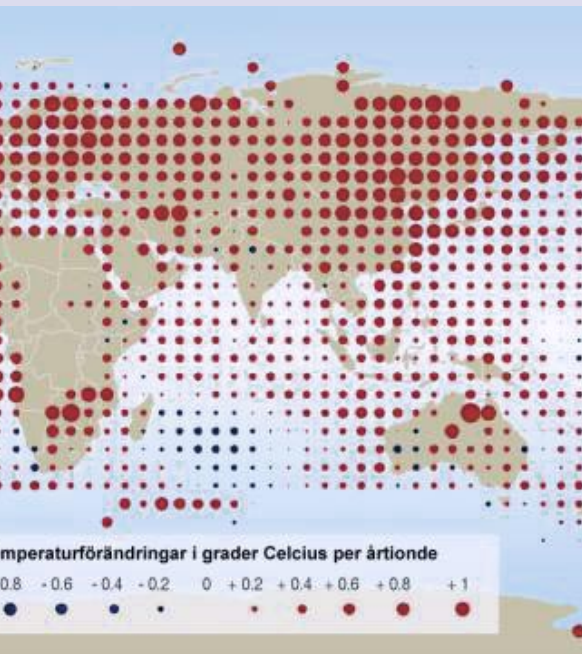 mperaturförändringar i grader Celcius per årtionde
0.8 - 0.6 - 0.4 - 0.2 0 + 0.2 + 0.4 + 0.6 + 0.8 + 1